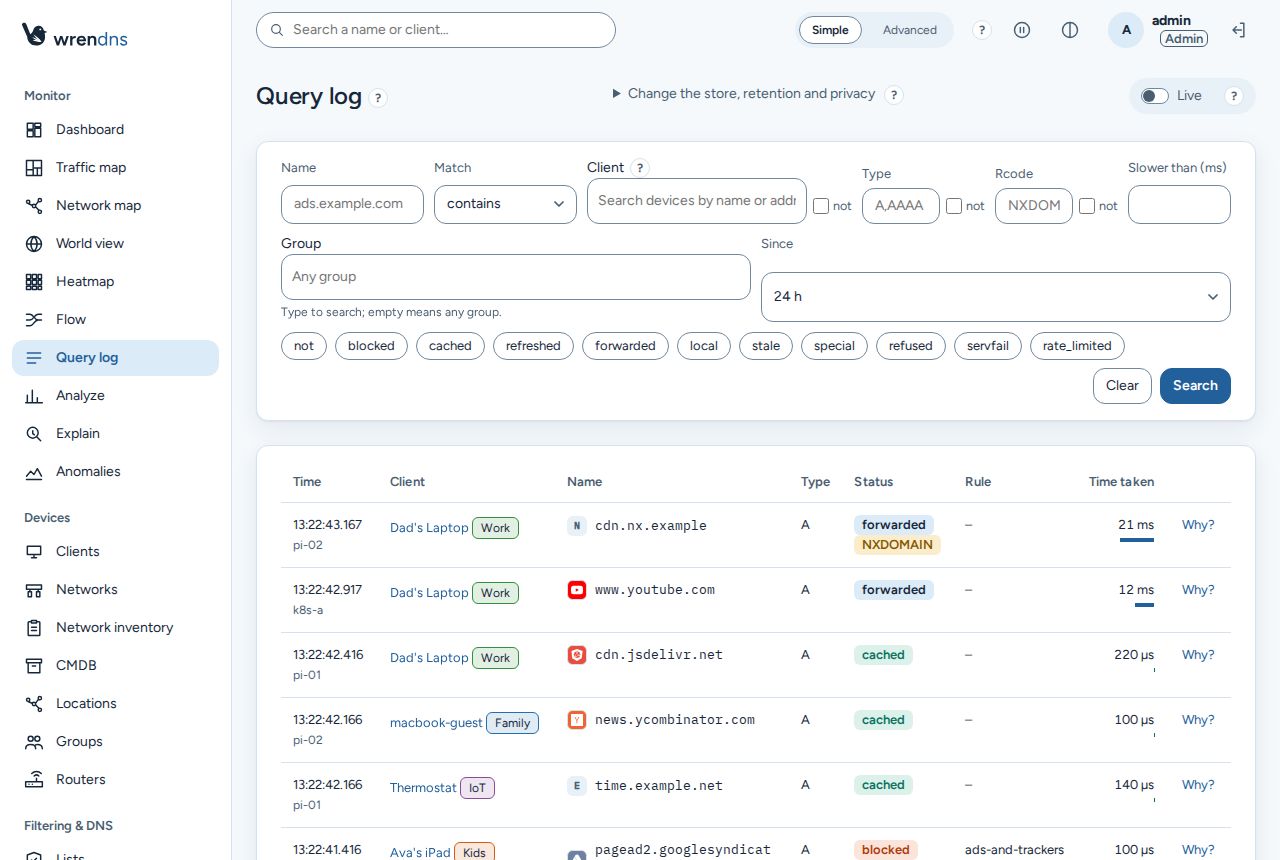 wrendns
Search a name or client...
Simple
Advanced
?
A
admin
Admin
Monitor
Dashboard
Traffic map
Network map
World view
Heatmap
Flow
Query log
Analyze
Explain
Anomalies
Devices
Clients
Networks
Network inventory
CMDB
Locations
Groups
Routers
Filtering & DNS
Lists
Query log ?
Change the store, retention and privacy ?
Live ?
Name
Match
Client ?
Type
Rcode
Slower than (ms)
ads.example.com
contains
Search devices by name or addr
not
A,AAAA
not
NXDOM
not
Group
Since
Any group
24 h
Type to search; empty means any group.
not
blocked
cached
refreshed
forwarded
local
stale
special
refused
servfail
rate_limited
Clear
Search
Time Client Name Type Status Rule Time taken
13:22:43.167 Dad's Laptop Work N cdn.nx.example A forwarded – 21 ms Why?
pi-02 NXDOMAIN
13:22:42.917 Dad's Laptop Work www.youtube.com A forwarded – 12 ms Why?
k8s-a
13:22:42.416 Dad's Laptop Work cdn.jsdelivr.net A cached – 220 µs Why?
pi-01
13:22:42.166 macbook-guest Family Y news.ycombinator.com A cached – 100 µs Why?
pi-02
13:22:42.166 Thermostat IoT E time.example.net A cached – 140 µs Why?
pi-01
13:22:41.416 Ava's iPad Kids pagead2.googlesyndicat A blocked ads-and-trackers 100 µs Why?